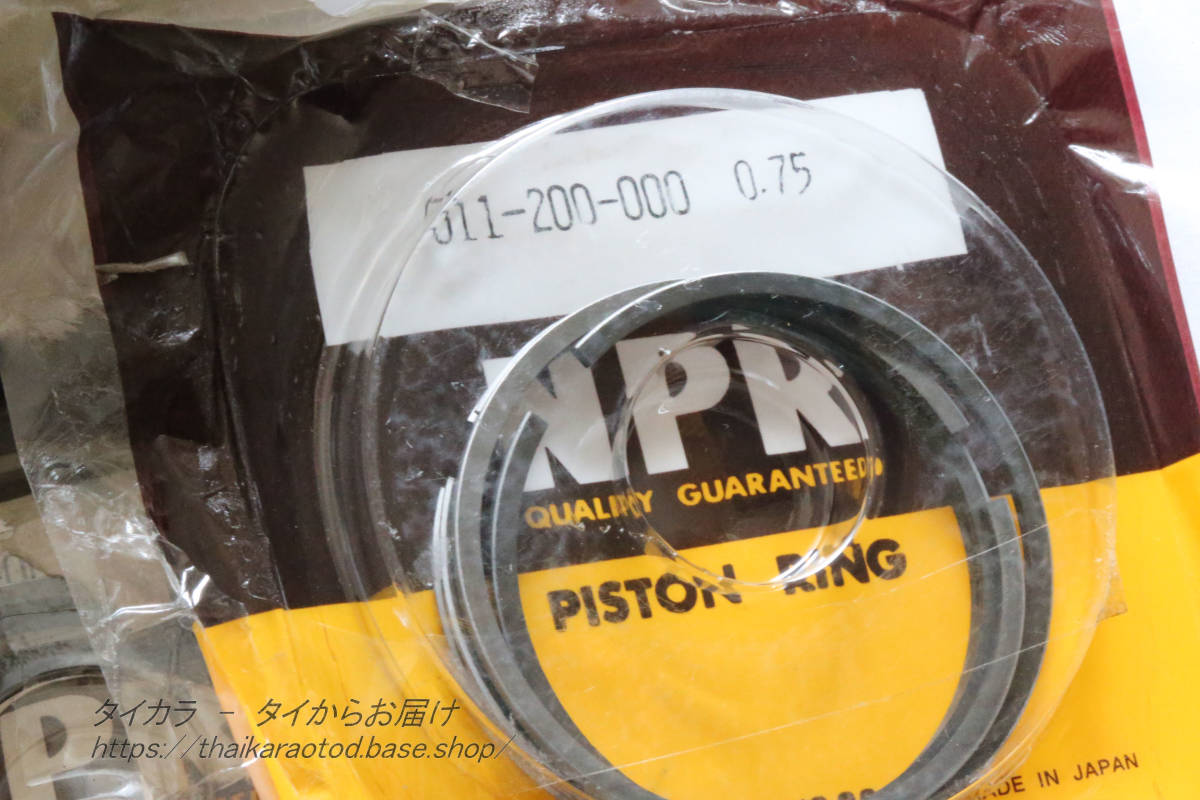 011-200-000 0.75
NPR
QUALITY GUARANTEED
PISTON RING
MADE IN JAPAN
タイカラ - タイからお届け
https://thaikaraotod.base.shop/